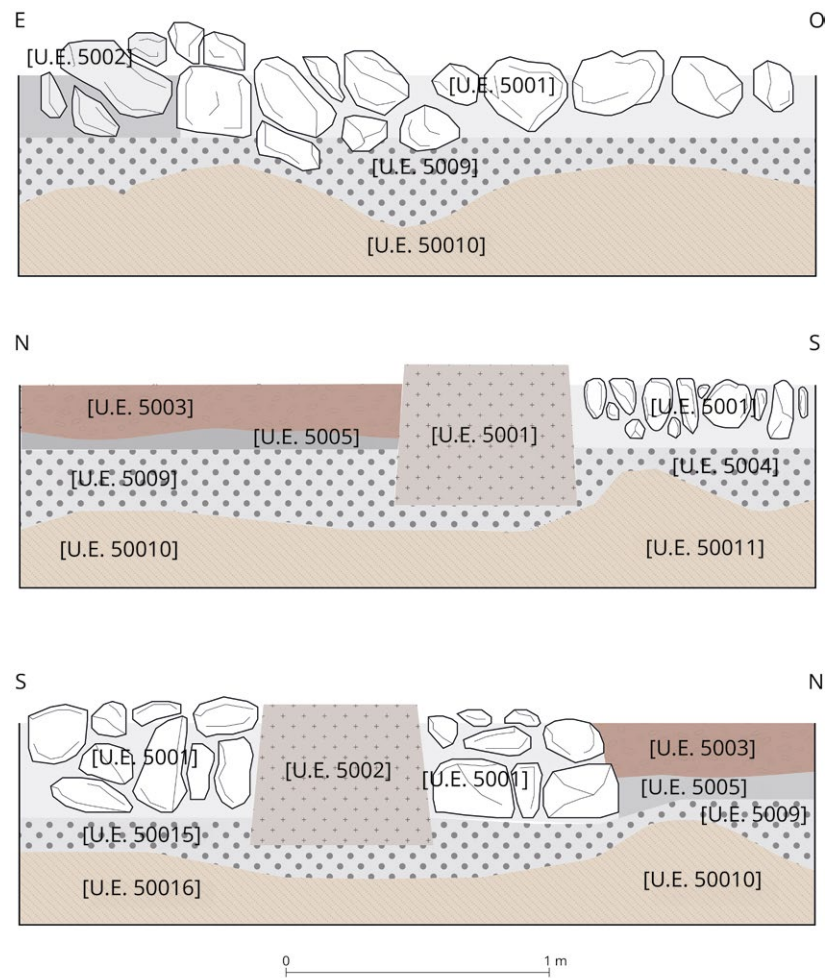 E O
[U.E. 5002]
[U.E. 5001]
[U.E. 5009]
[U.E. 50010]
N S
[U.E. 5003] [U.E. 5001]
[U.E. 5005] [U.E. 5001]
[U.E. 5009] [U.E. 5004]
[U.E. 50010] [U.E. 50011]
S N
[U.E. 5001] [U.E. 5002] [U.E. 5001] [U.E. 5003]
[U.E. 5005]
[U.E. 50015] [U.E. 5009]
[U.E. 50016] [U.E. 50010]
0 1 m